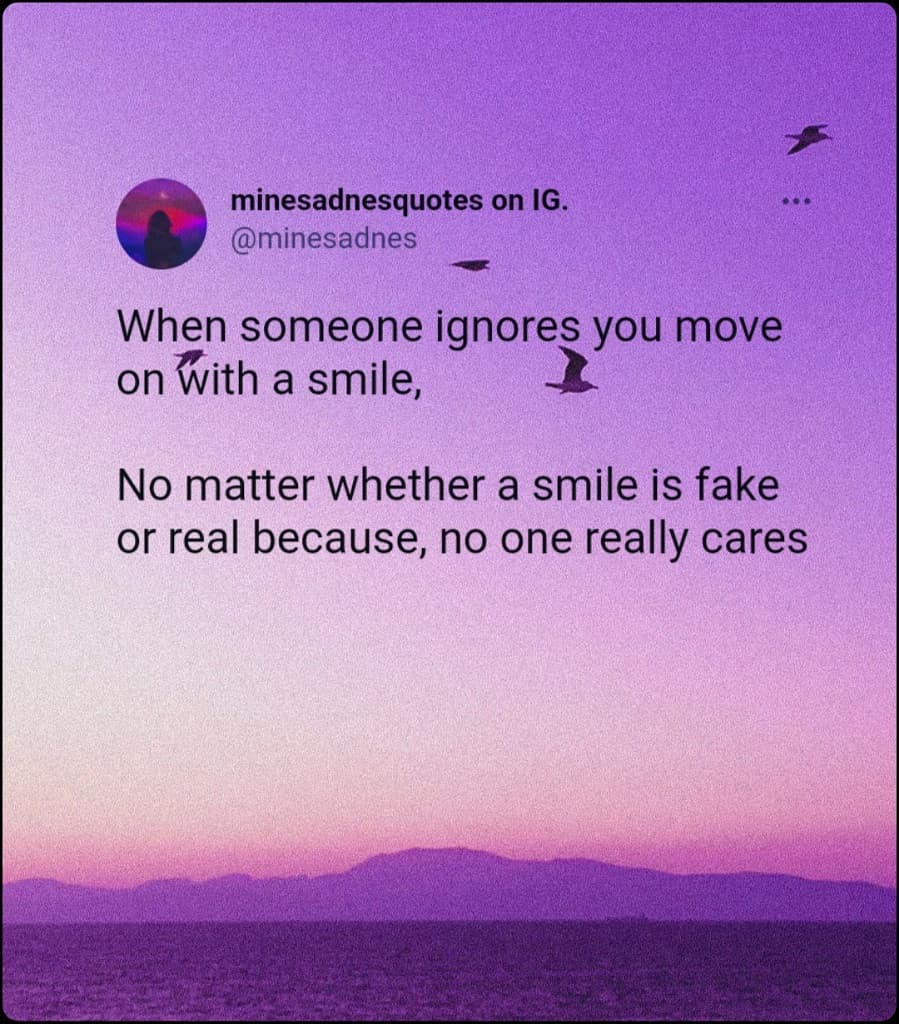 minesadnesquotes on IG.
@minesadnes
When someone ignores you move
on with a smile,
No matter whether a smile is fake
or real because, no one really cares